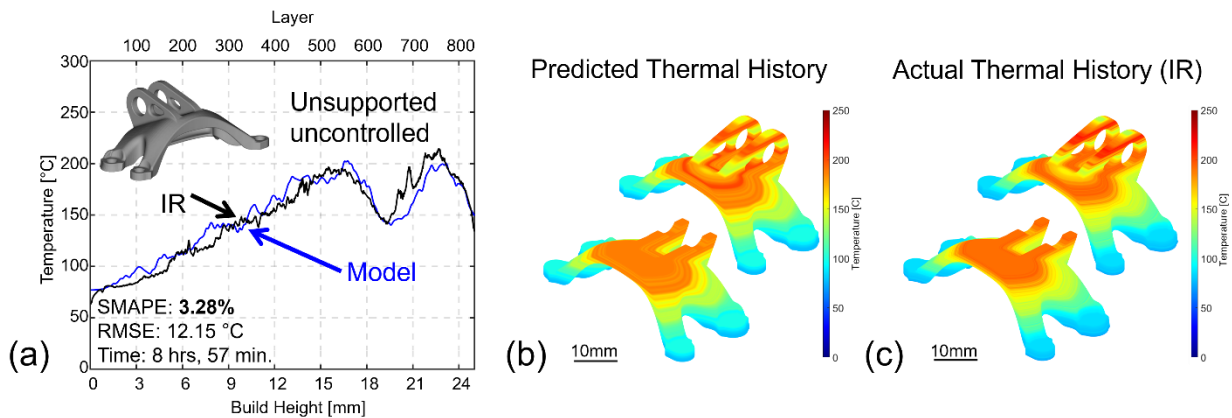 Layer
100 200 300 400 500 600 700 800
300
250
200
150
100
50
0
Temperature [°C]
Unsupported
uncontrolled
IR
Model
SMAPE: 3.28%
RMSE: 12.15 °C
Time: 8 hrs, 57 min.
0 3 6 9 12 15 18 21 24
Build Height [mm]
(a)
Predicted Thermal History
250
200
150
100
50
0
Temperature [C]
10mm
(b)
Actual Thermal History (IR)
250
200
150
100
50
0
Temperature [C]
10mm
(c)